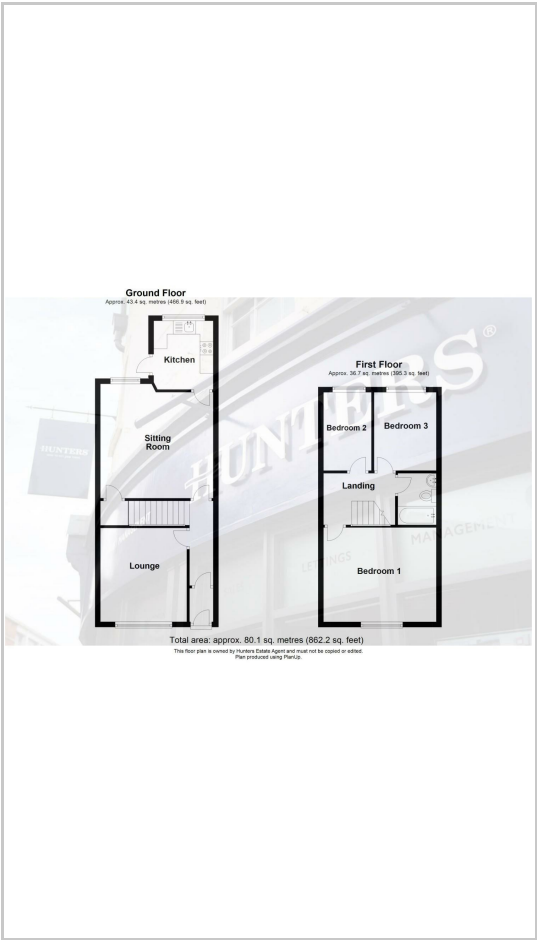 Ground Floor
Approx. 43.4 sq. metres (466.9 sq. feet)
Kitchen
Sitting
Room
Lounge
First Floor
Approx. 36.7 sq. metres (395.3 sq. feet)
Bedroom 2
Bedroom 3
Landing
Bedroom 1
HUNTERS®
HUNTERS
LETTINGS
MANAGEMENT
Total area: approx. 80.1 sq. metres (862.2 sq. feet)
This floor plan is owned by Hunters Estate Agent and must not be copied or edited.
Plan produced using PlanUp.